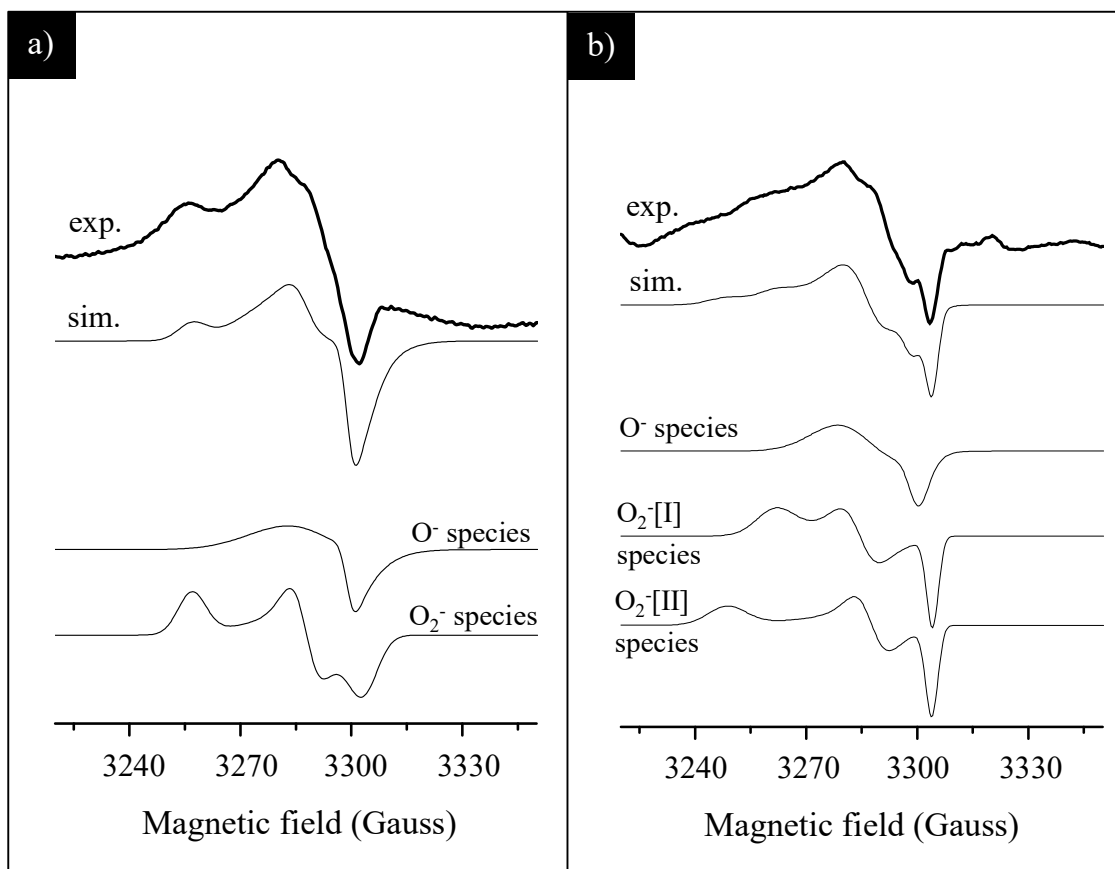 a)
exp.
sim.
O⁻ species
O₂⁻ species
3240 3270 3300 3330
Magnetic field (Gauss)
b)
exp.
sim.
O⁻ species
O₂⁻[I]
species
O₂⁻[II]
species
3240 3270 3300 3330
Magnetic field (Gauss)